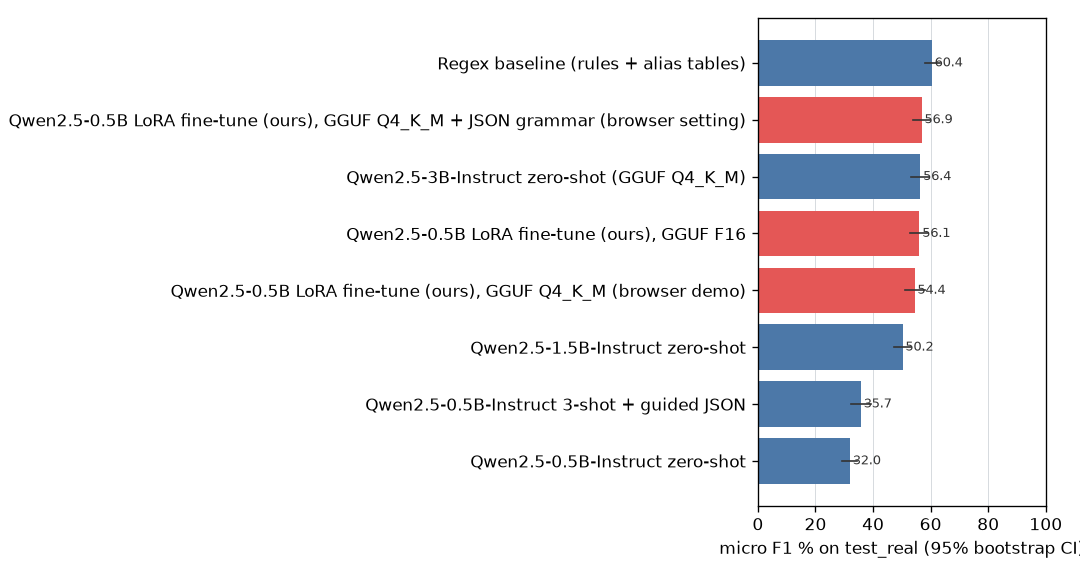 Regex baseline (rules + alias tables)
60.4
Qwen2.5-0.5B LoRA fine-tune (ours), GGUF Q4_K_M + JSON grammar (browser setting)
56.9
Qwen2.5-3B-Instruct zero-shot (GGUF Q4_K_M)
56.4
Qwen2.5-0.5B LoRA fine-tune (ours), GGUF F16
56.1
Qwen2.5-0.5B LoRA fine-tune (ours), GGUF Q4_K_M (browser demo)
54.4
Qwen2.5-1.5B-Instruct zero-shot
50.2
Qwen2.5-0.5B-Instruct 3-shot + guided JSON
35.7
Qwen2.5-0.5B-Instruct zero-shot
32.0
0 20 40 60 80 100
micro F1 % on test_real (95% bootstrap CI)